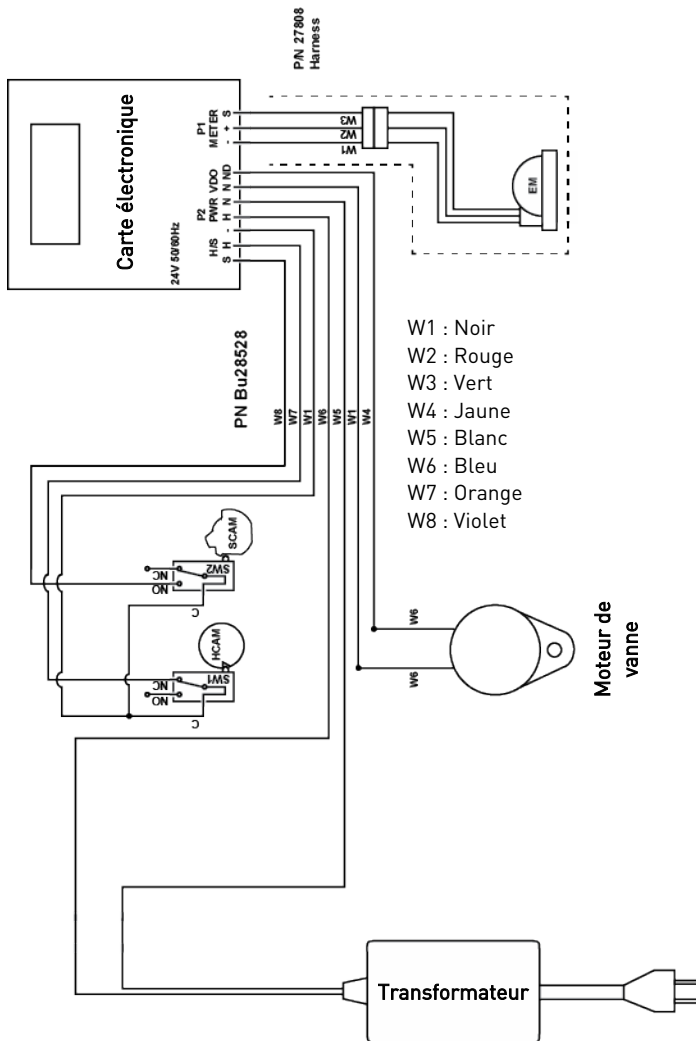 P/N 27808
Harness
Carte électronique
24V 50/60Hz
P1
METER
- + S
W1
W2
W3
EM
P2
H/S PWR VDO
S H - H N N ND
PN Bu28528
W8
W7
W1
W6
W5
W1
W4
W1 : Noir
W2 : Rouge
W3 : Vert
W4 : Jaune
W5 : Blanc
W6 : Bleu
W7 : Orange
W8 : Violet
SCAM
SW2
NC
NO
C
HCAM
SW1
NC
NO
C
W6
W6
Moteur de
vanne
Transformateur